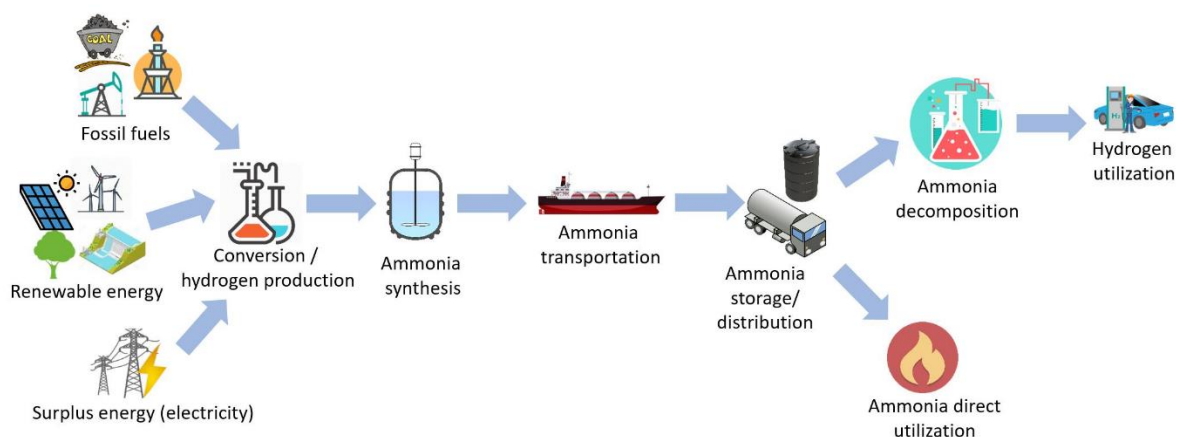 COAL
Fossil fuels
Renewable energy
Surplus energy (electricity)
Conversion /
hydrogen production
Ammonia
synthesis
Ammonia
transportation
Ammonia
storage/
distribution
Ammonia
decomposition
H₂
Hydrogen
utilization
Ammonia direct
utilization